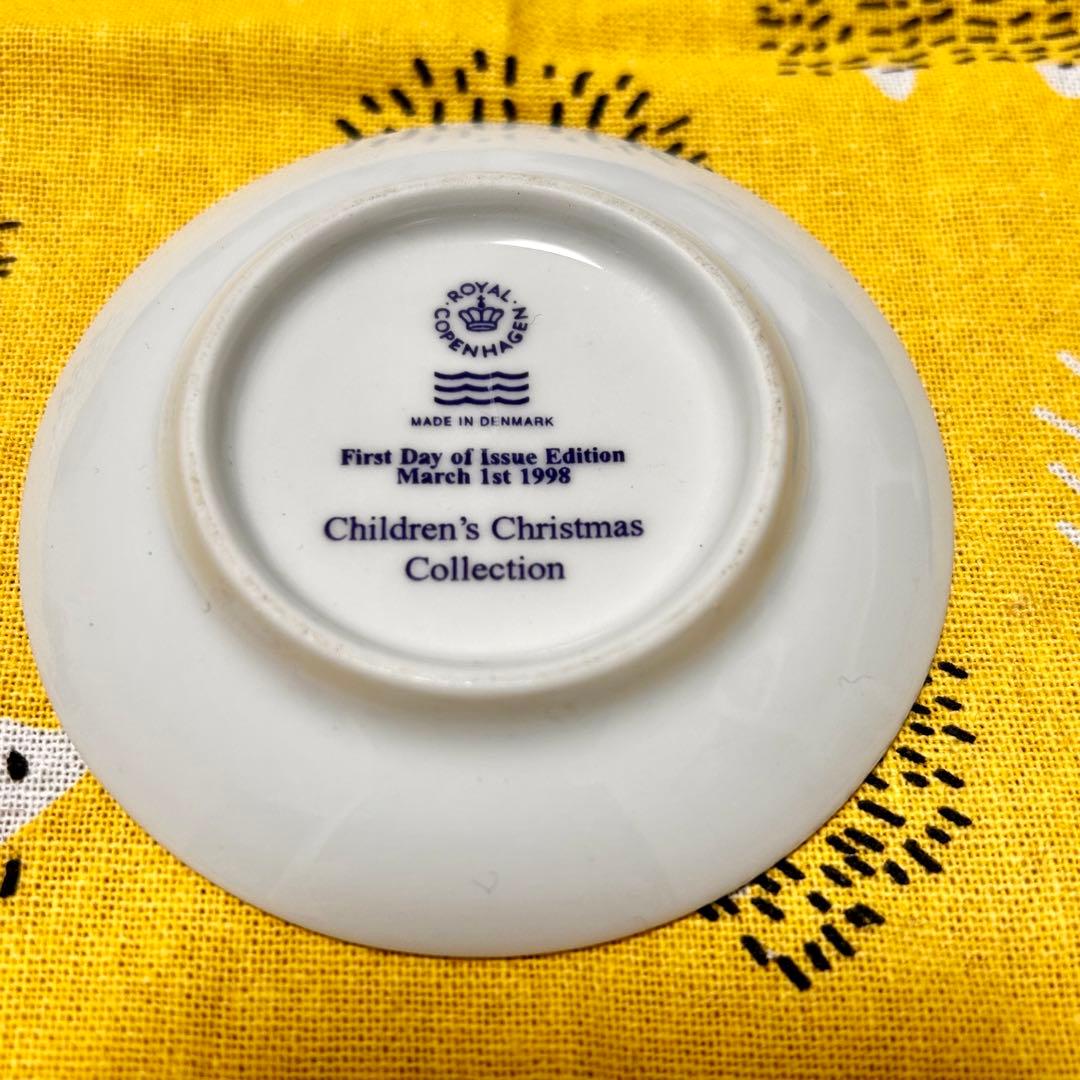 ROYAL COPENHAGEN
MADE IN DENMARK
First Day of Issue Edition
March 1st 1998
Children's Christmas
Collection